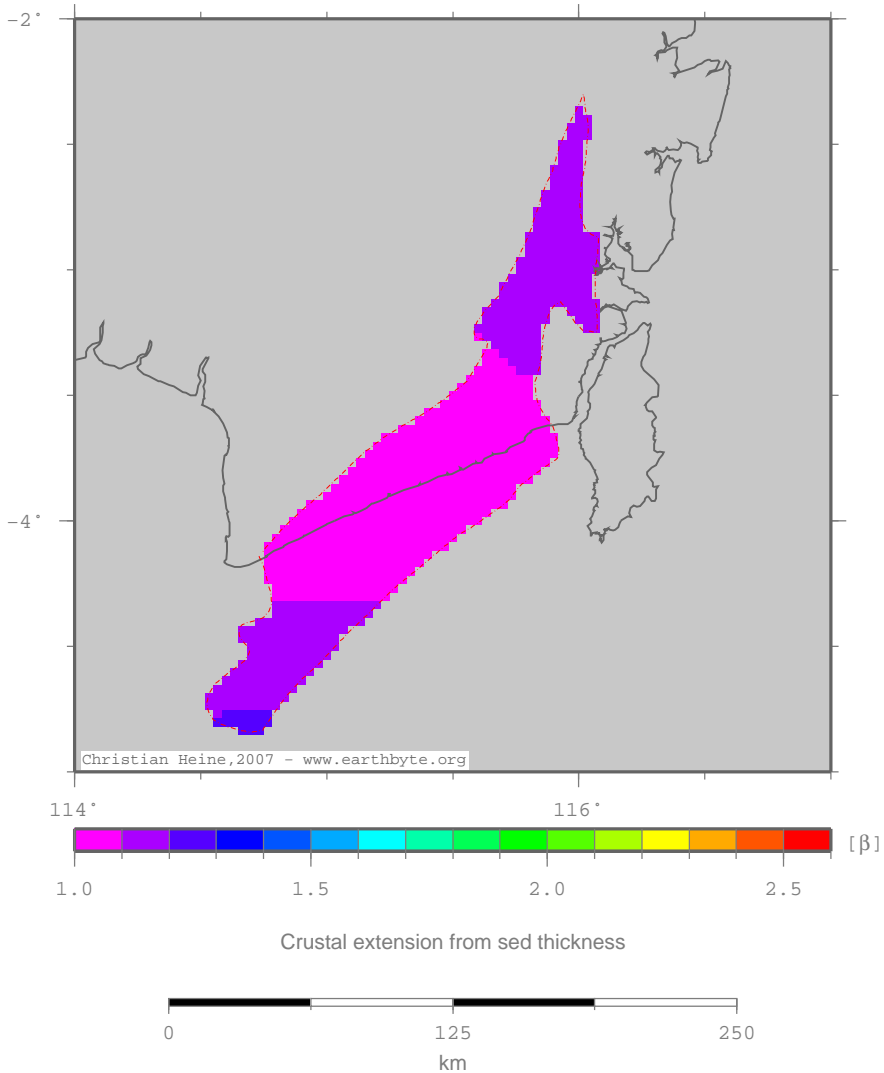 −2°
−4°
Christian Heine,2007 − www.earthbyte.org
114°
116°
[β]
1.0
1.5
2.0
2.5
Crustal extension from sed thickness
0
125
250
km